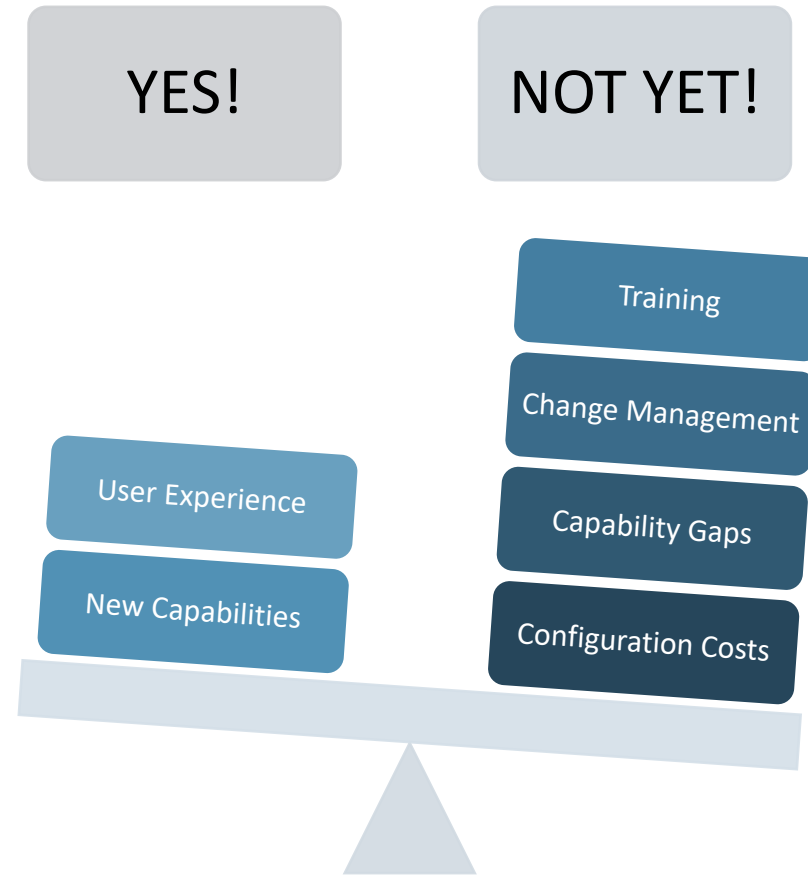 YES!
NOT YET!
User Experience
New Capabilities
Training
Change Management
Capability Gaps
Configuration Costs